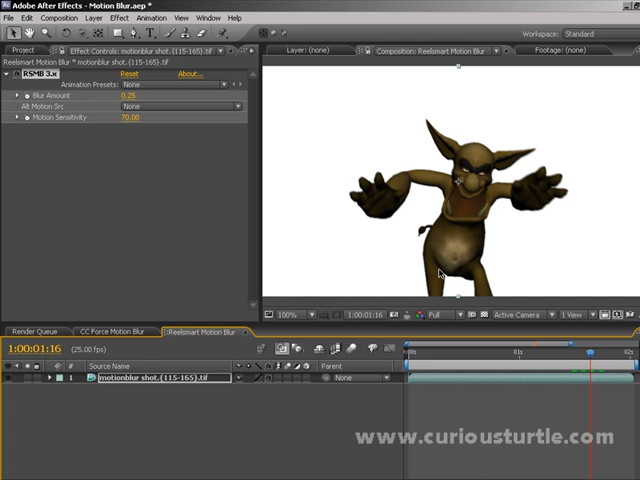 Adobe After Effects - Motion Blur.aep *
File Edit Composition Layer Effect Animation View Window Help
Workspace: Standard
Project Effect Controls: motionblur shot.{115-165}.tif Layer: (none) Composition: Reelsmart Motion Blur Footage: (none)
Reelsmart Motion Blur * motionblur shot.{115-165}.tif
RSMB 3.x Reset About...
Animation Presets: None
Blur Amount 0.25
Alt Motion Src None
Motion Sensitivity 70.00
100% 1:00:01:16 Full Active Camera 1 View
Render Queue CC Force Motion Blur Reelsmart Motion Blur
1:00:01:16 (25.00 fps)
# Source Name Parent
:00s 01s 02s
1 motionblur shot.{115-165}.tif None
www.curiousturtle.com